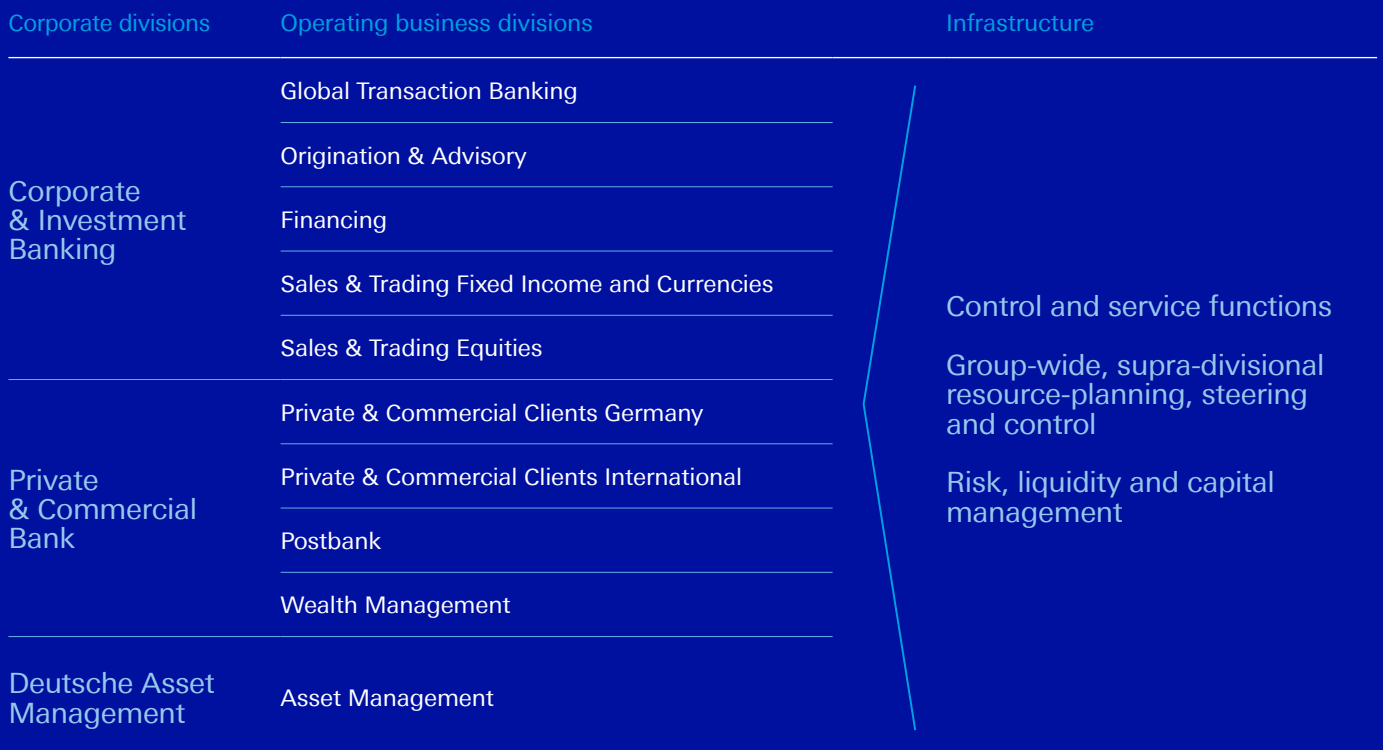 Corporate divisions
Operating business divisions
Infrastructure
Corporate
& Investment
Banking
Global Transaction Banking
Origination & Advisory
Financing
Sales & Trading Fixed Income and Currencies
Sales & Trading Equities
Private
& Commercial
Bank
Private & Commercial Clients Germany
Private & Commercial Clients International
Postbank
Wealth Management
Deutsche Asset
Management
Asset Management
Control and service functions
Group-wide, supra-divisional
resource-planning, steering
and control
Risk, liquidity and capital
management